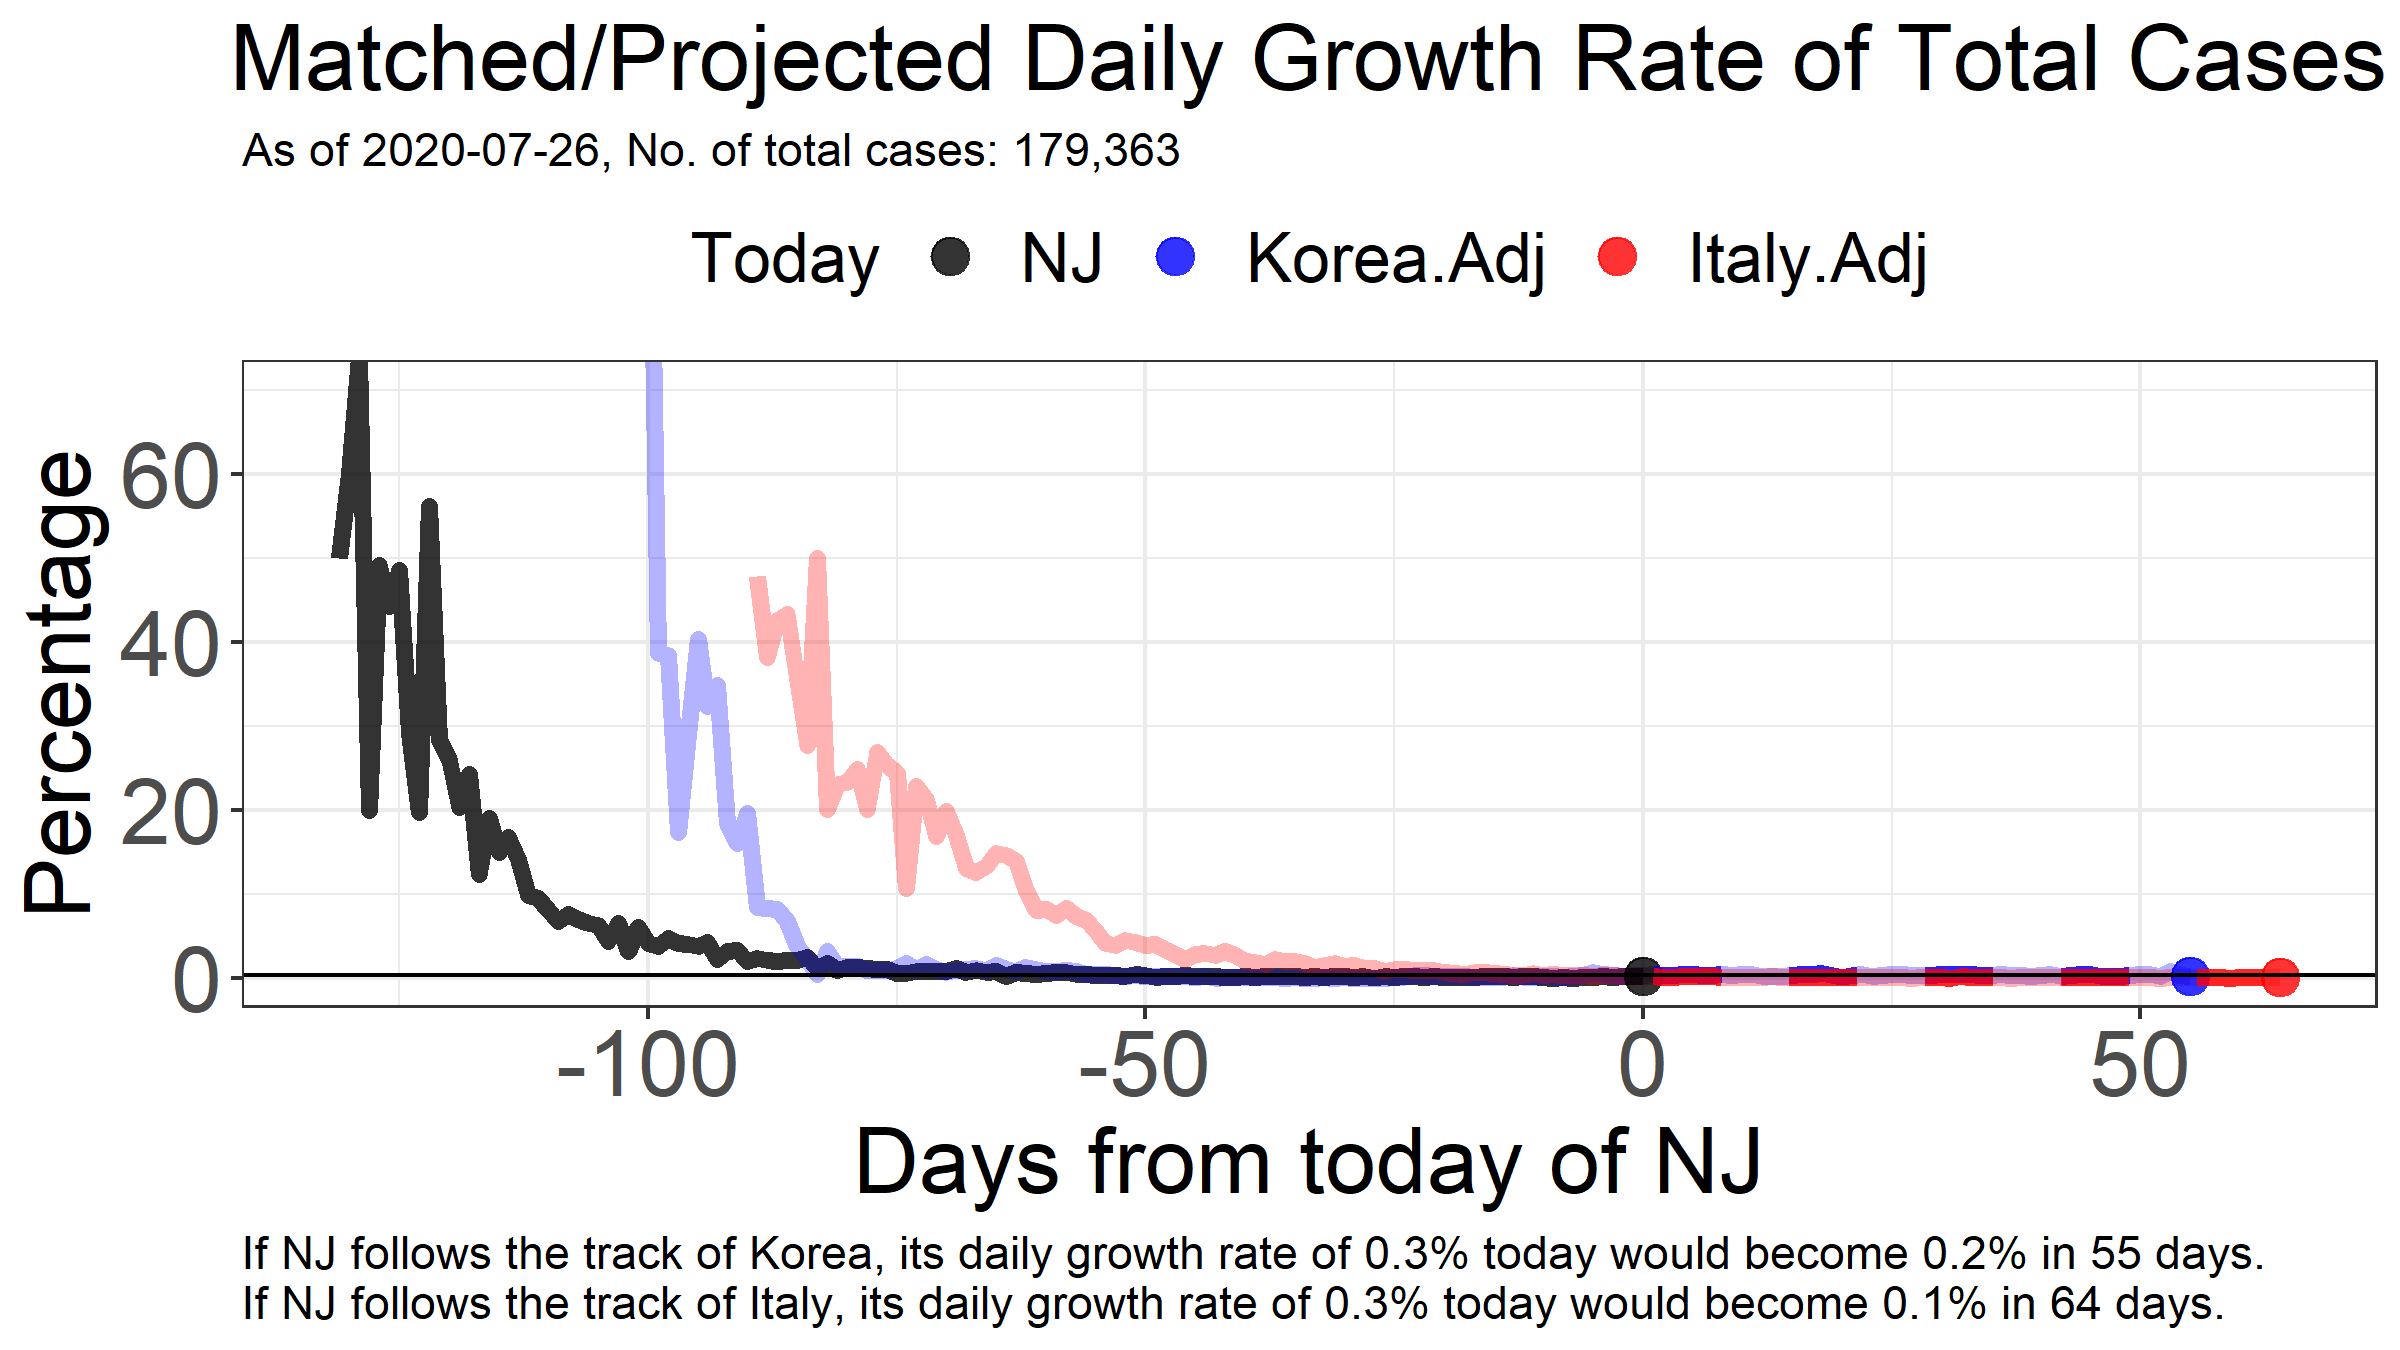 Matched/Projected Daily Growth Rate of Total Cases
As of 2020-07-26, No. of total cases: 179,363
Today NJ Korea.Adj Italy.Adj
Percentage
60
40
20
0
-100 -50 0 50
Days from today of NJ
If NJ follows the track of Korea, its daily growth rate of 0.3% today would become 0.2% in 55 days.
If NJ follows the track of Italy, its daily growth rate of 0.3% today would become 0.1% in 64 days.